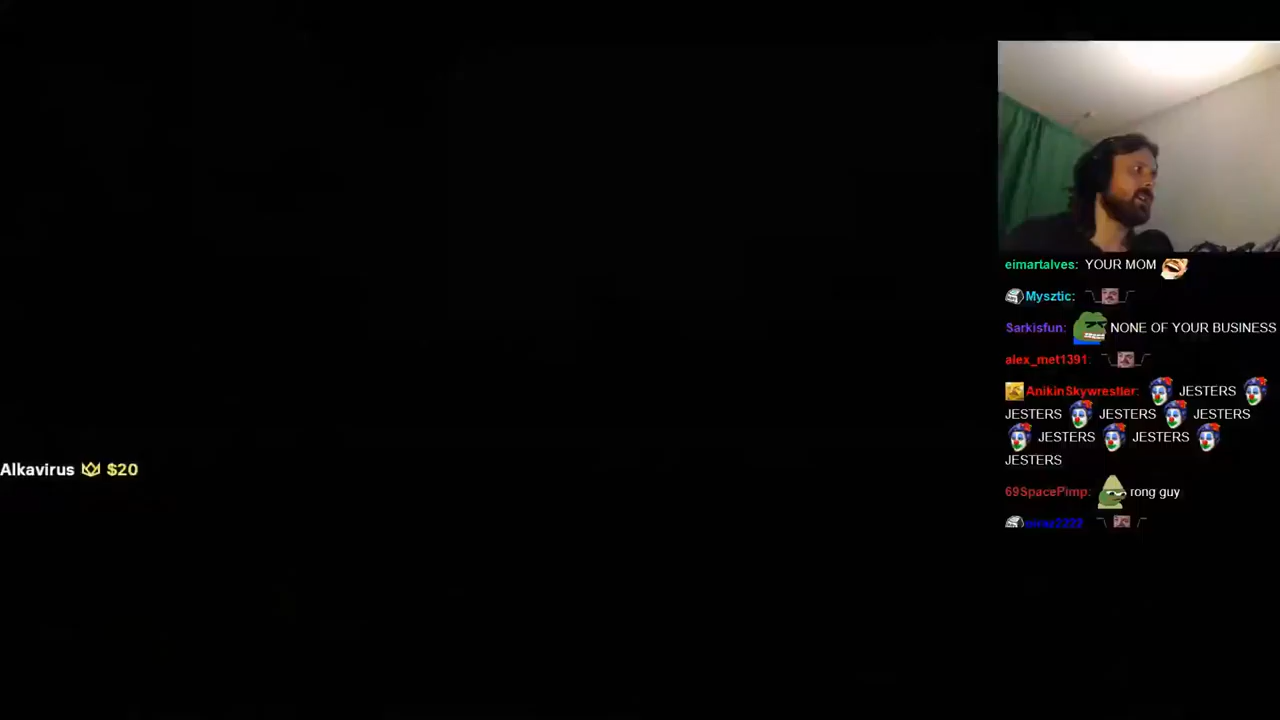 eimartalves: YOUR MOM
Mysztic:
Sarkisfun: NONE OF YOUR BUSINESS
alex_met1391:
AnikinSkywrestler: JESTERS
JESTERS JESTERS JESTERS
JESTERS JESTERS
JESTERS
Alkavirus $20
69SpacePimp: rong guy